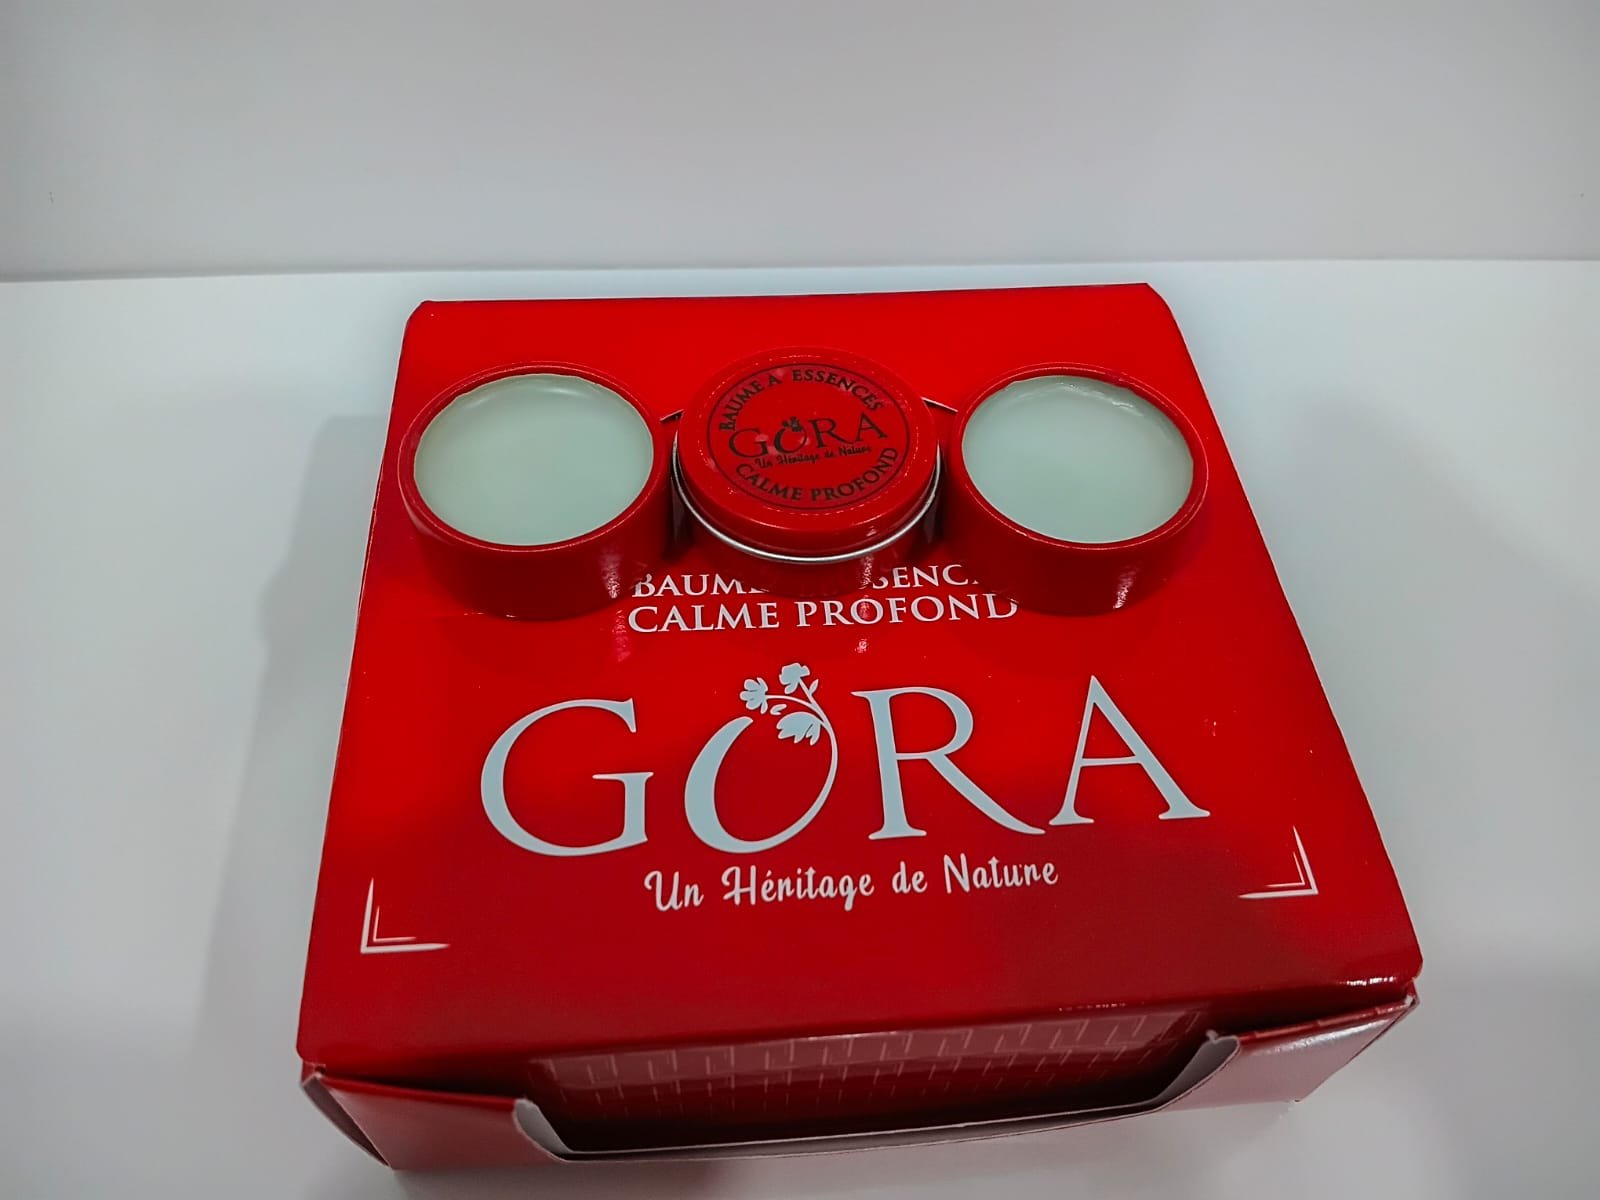 BAUME A ESSENCES
GORA
Un Héritage de Nature
CALME PROFOND
CALME PROFOND
GORA
Un Héritage de Nature